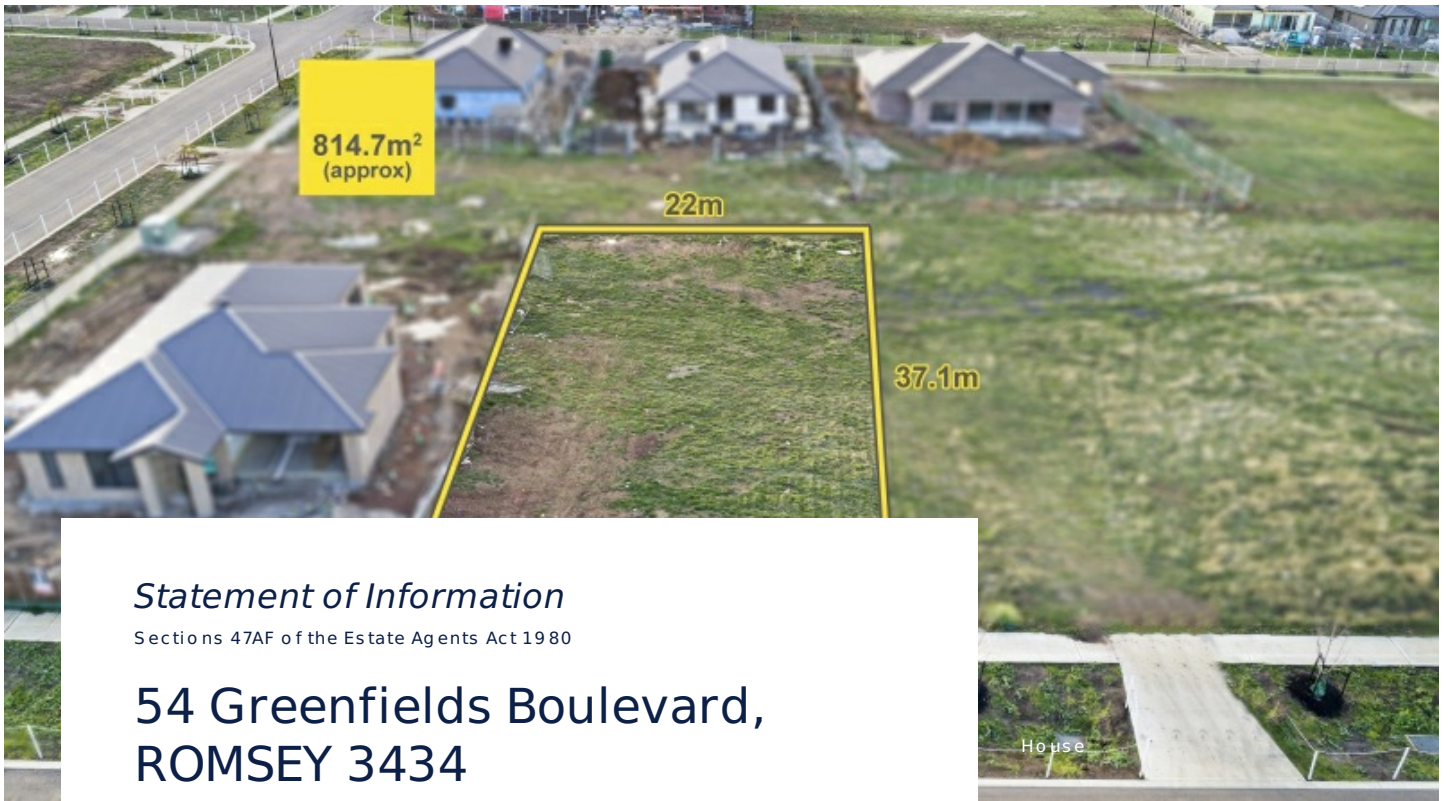 814.7m²
(approx)
22m
37.1m
Statement of Information
Sections 47AF of the Estate Agents Act 1980
54 Greenfields Boulevard,
ROMSEY 3434
House